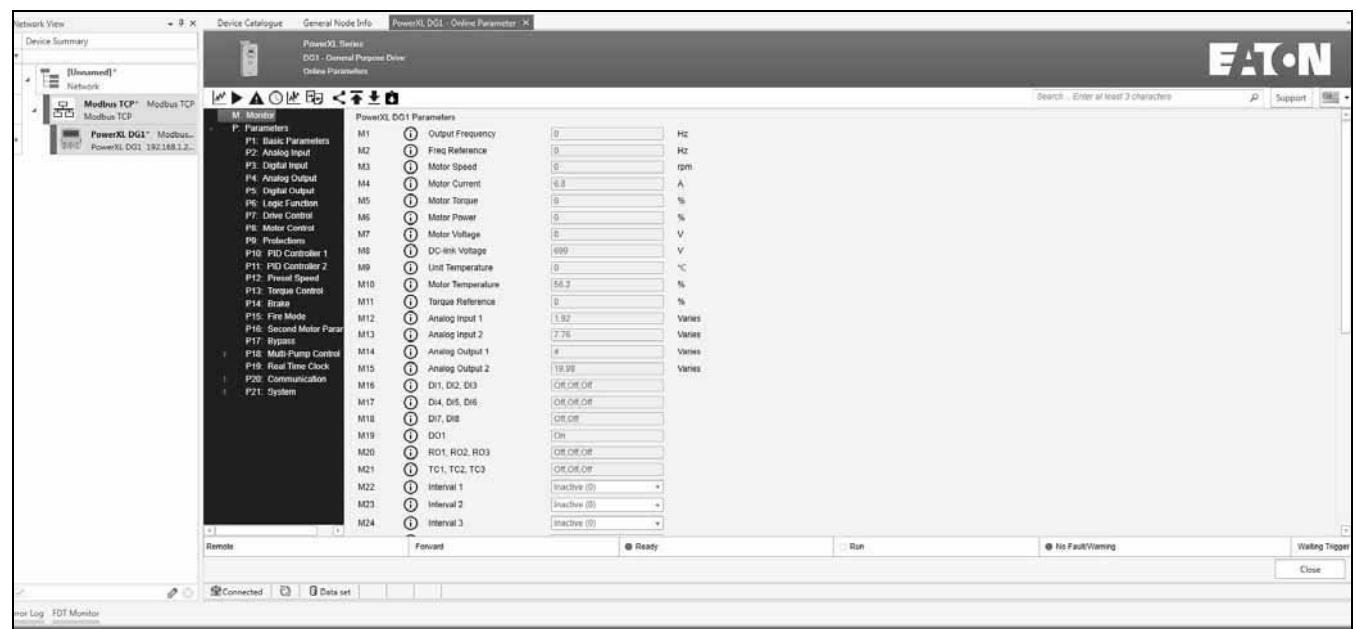 Network View
Device Catalogue General Node Info PowerXL DG1 - Online Parameter
Device Summary
PowerXL Series
DG1 - General Purpose Drive
Online Parameters
EATON
[Unnamed]*
Network
Modbus TCP* Modbus TCP
Modbus TCP
PowerXL DG1* Modbus...
PowerXL DG1 192.168.1.2...
Search... Enter at least 3 characters
Support
M: Monitor
P: Parameters
P1: Basic Parameters
P2: Analog Input
P3: Digital Input
P4: Analog Output
P5: Digital Output
P6: Logic Function
P7: Drive Control
P8: Motor Control
P9: Protections
P10: PID Controller 1
P11: PID Controller 2
P12: Preset Speed
P13: Torque Control
P14: Brake
P15: Fire Mode
P16: Second Motor Parar
P17: Bypass
P18: Multi-Pump Control
P19: Real Time Clock
P20: Communication
P21: System
PowerXL DG1 Parameters
M1 Output Frequency 0 Hz
M2 Freq Reference 0 Hz
M3 Motor Speed 0 rpm
M4 Motor Current 6.8 A
M5 Motor Torque 0 %
M6 Motor Power 0 %
M7 Motor Voltage 0 V
M8 DC-link Voltage 699 V
M9 Unit Temperature 0 °C
M10 Motor Temperature 56.2 %
M11 Torque Reference 0 %
M12 Analog Input 1 1.92 Varies
M13 Analog Input 2 7.76 Varies
M14 Analog Output 1 4 Varies
M15 Analog Output 2 19.98 Varies
M16 DI1, DI2, DI3 Off,Off,Off
M17 DI4, DI5, DI6 Off,Off,Off
M18 DI7, DI8 Off,Off
M19 DO1 On
M20 RO1, RO2, RO3 Off,Off,Off
M21 TC1, TC2, TC3 Off,Off,Off
M22 Interval 1 Inactive (0)
M23 Interval 2 Inactive (0)
M24 Interval 3 Inactive (0)
Remote Forward Ready Run No Fault/Warning Waiting Trigger
Close
Connected Data set
rror Log FDT Monitor